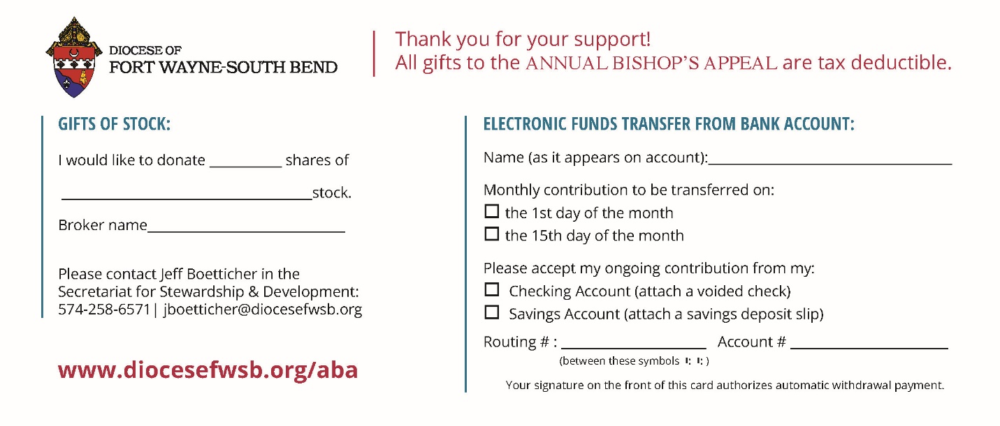 DIOCESE OF
FORT WAYNE-SOUTH BEND
Thank you for your support!
All gifts to the ANNUAL BISHOP'S APPEAL are tax deductible.
GIFTS OF STOCK:
I would like to donate _________ shares of
_______________________________stock.
Broker name________________________
Please contact Jeff Boetticher in the
Secretariat for Stewardship & Development:
574-258-6571| jboetticher@diocesefwsb.org
www.diocesefwsb.org/aba
ELECTRONIC FUNDS TRANSFER FROM BANK ACCOUNT:
Name (as it appears on account):______________________________
Monthly contribution to be transferred on:
☐ the 1st day of the month
☐ the 15th day of the month
Please accept my ongoing contribution from my:
☐ Checking Account (attach a voided check)
☐ Savings Account (attach a savings deposit slip)
Routing # : __________________ Account # ___________________
(between these symbols ⑆ ⑆ )
Your signature on the front of this card authorizes automatic withdrawal payment.